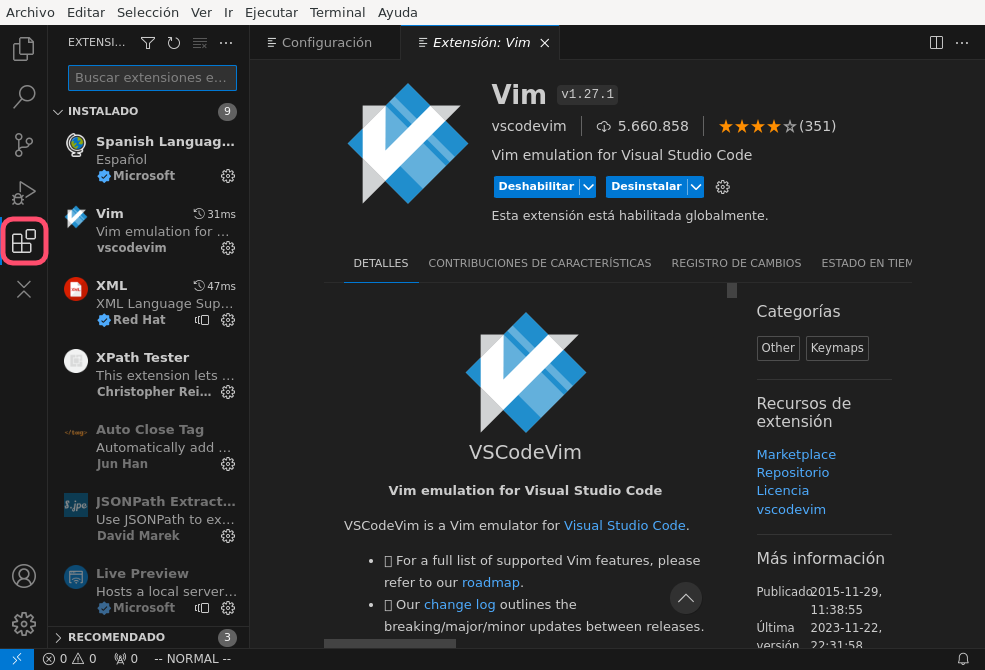 Archivo Editar Selección Ver Ir Ejecutar Terminal Ayuda
EXTENSI...
Configuración
Extensión: Vim
Buscar extensiones e...
INSTALADO 9
Spanish Languag...
Español
Microsoft
Vim 31ms
Vim emulation for ...
vscodevim
XML 47ms
XML Language Sup...
Red Hat
XPath Tester
This extension lets ...
Christopher Rei...
Auto Close Tag
Automatically add ...
Jun Han
JSONPath Extract...
Use JSONPath to ex...
David Marek
Live Preview
Hosts a local server...
Microsoft
RECOMENDADO 3
Vim v1.27.1
vscodevim 5.660.858 (351)
Vim emulation for Visual Studio Code
Deshabilitar Desinstalar
Esta extensión está habilitada globalmente.
DETALLES CONTRIBUCIONES DE CARACTERÍSTICAS REGISTRO DE CAMBIOS ESTADO EN TIEM
VSCodeVim
Vim emulation for Visual Studio Code
VSCodeVim is a Vim emulator for Visual Studio Code.
• For a full list of supported Vim features, please
refer to our roadmap.
• Our change log outlines the
breaking/major/minor updates between releases.
Categorías
Other Keymaps
Recursos de
extensión
Marketplace
Repositorio
Licencia
vscodevim
Más información
Publicado 2015-11-29,
11:38:55
Última 2023-11-22,
versión 22:31:58
0 0 0 -- NORMAL --